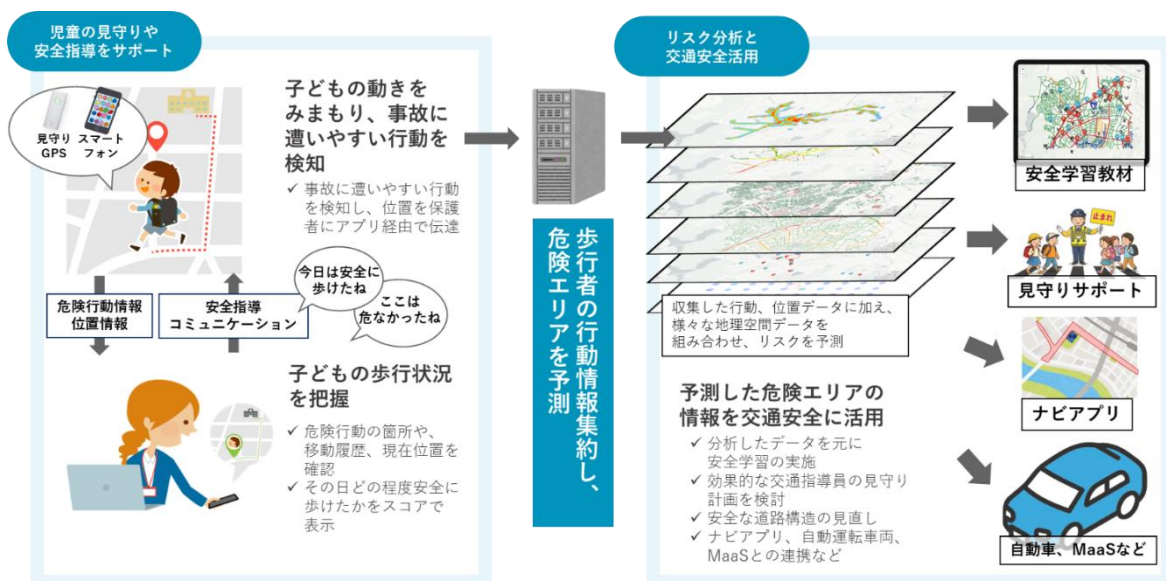 児童の見守りや
安全指導をサポート
見守り
GPS
スマート
フォン
子どもの動きを
みまもり、事故に
遭いやすい行動を
検知
✓ 事故に遭いやすい行動
を検知し、位置を保護
者にアプリ経由で伝達
危険行動情報
位置情報
安全指導
コミュニケーション
今日は安全に
歩けたね
ここは
危なかったね
子どもの歩行状況
を把握
✓ 危険行動の箇所や、
移動履歴、現在位置を
確認
✓ その日どの程度安全に
歩けたかをスコアで
表示
歩行者の行動情報集約し、
危険エリアを予測
リスク分析と
交通安全活用
収集した行動、位置データに加え、
様々な地理空間データを
組み合わせ、リスクを予測
予測した危険エリアの
情報を交通安全に活用
✓ 分析したデータを元に
安全学習の実施
✓ 効果的な交通指導員の見守り
計画を検討
✓ 安全な道路構造の見直し
✓ ナビアプリ、自動運転車両、
MaaSとの連携など
安全学習教材
止まれ
見守りサポート
ナビアプリ
自動車、MaaSなど